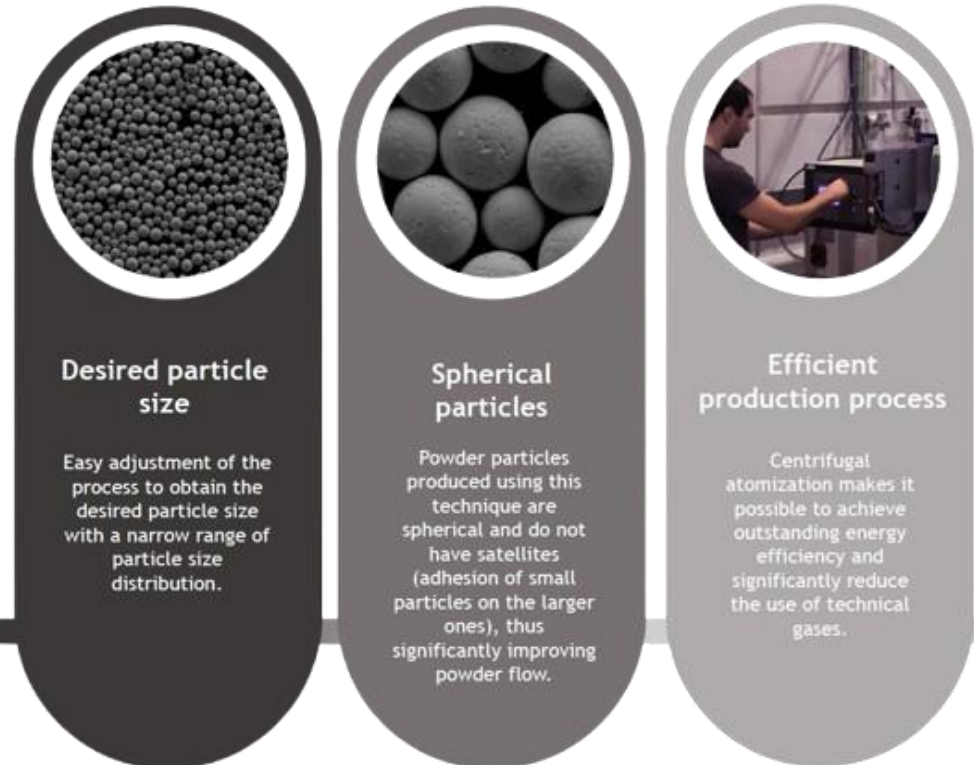 Desired particle
size
Easy adjustment of the
process to obtain the
desired particle size
with a narrow range of
particle size
distribution.
Spherical
particles
Powder particles
produced using this
technique are
spherical and do not
have satellites
(adhesion of small
particles on the larger
ones), thus
significantly improving
powder flow.
Efficient
production process
Centrifugal
atomization makes it
possible to achieve
outstanding energy
efficiency and
significantly reduce
the use of technical
gases.